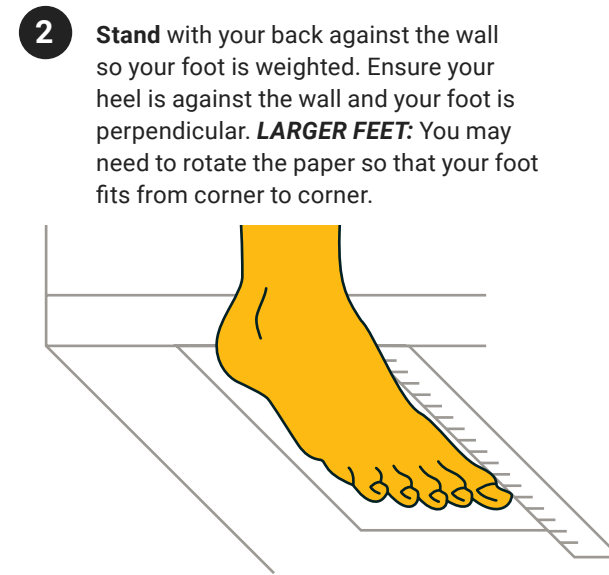 2
Stand with your back against the wall
so your foot is weighted. Ensure your
heel is against the wall and your foot is
perpendicular. LARGER FEET: You may
need to rotate the paper so that your foot
fits from corner to corner.